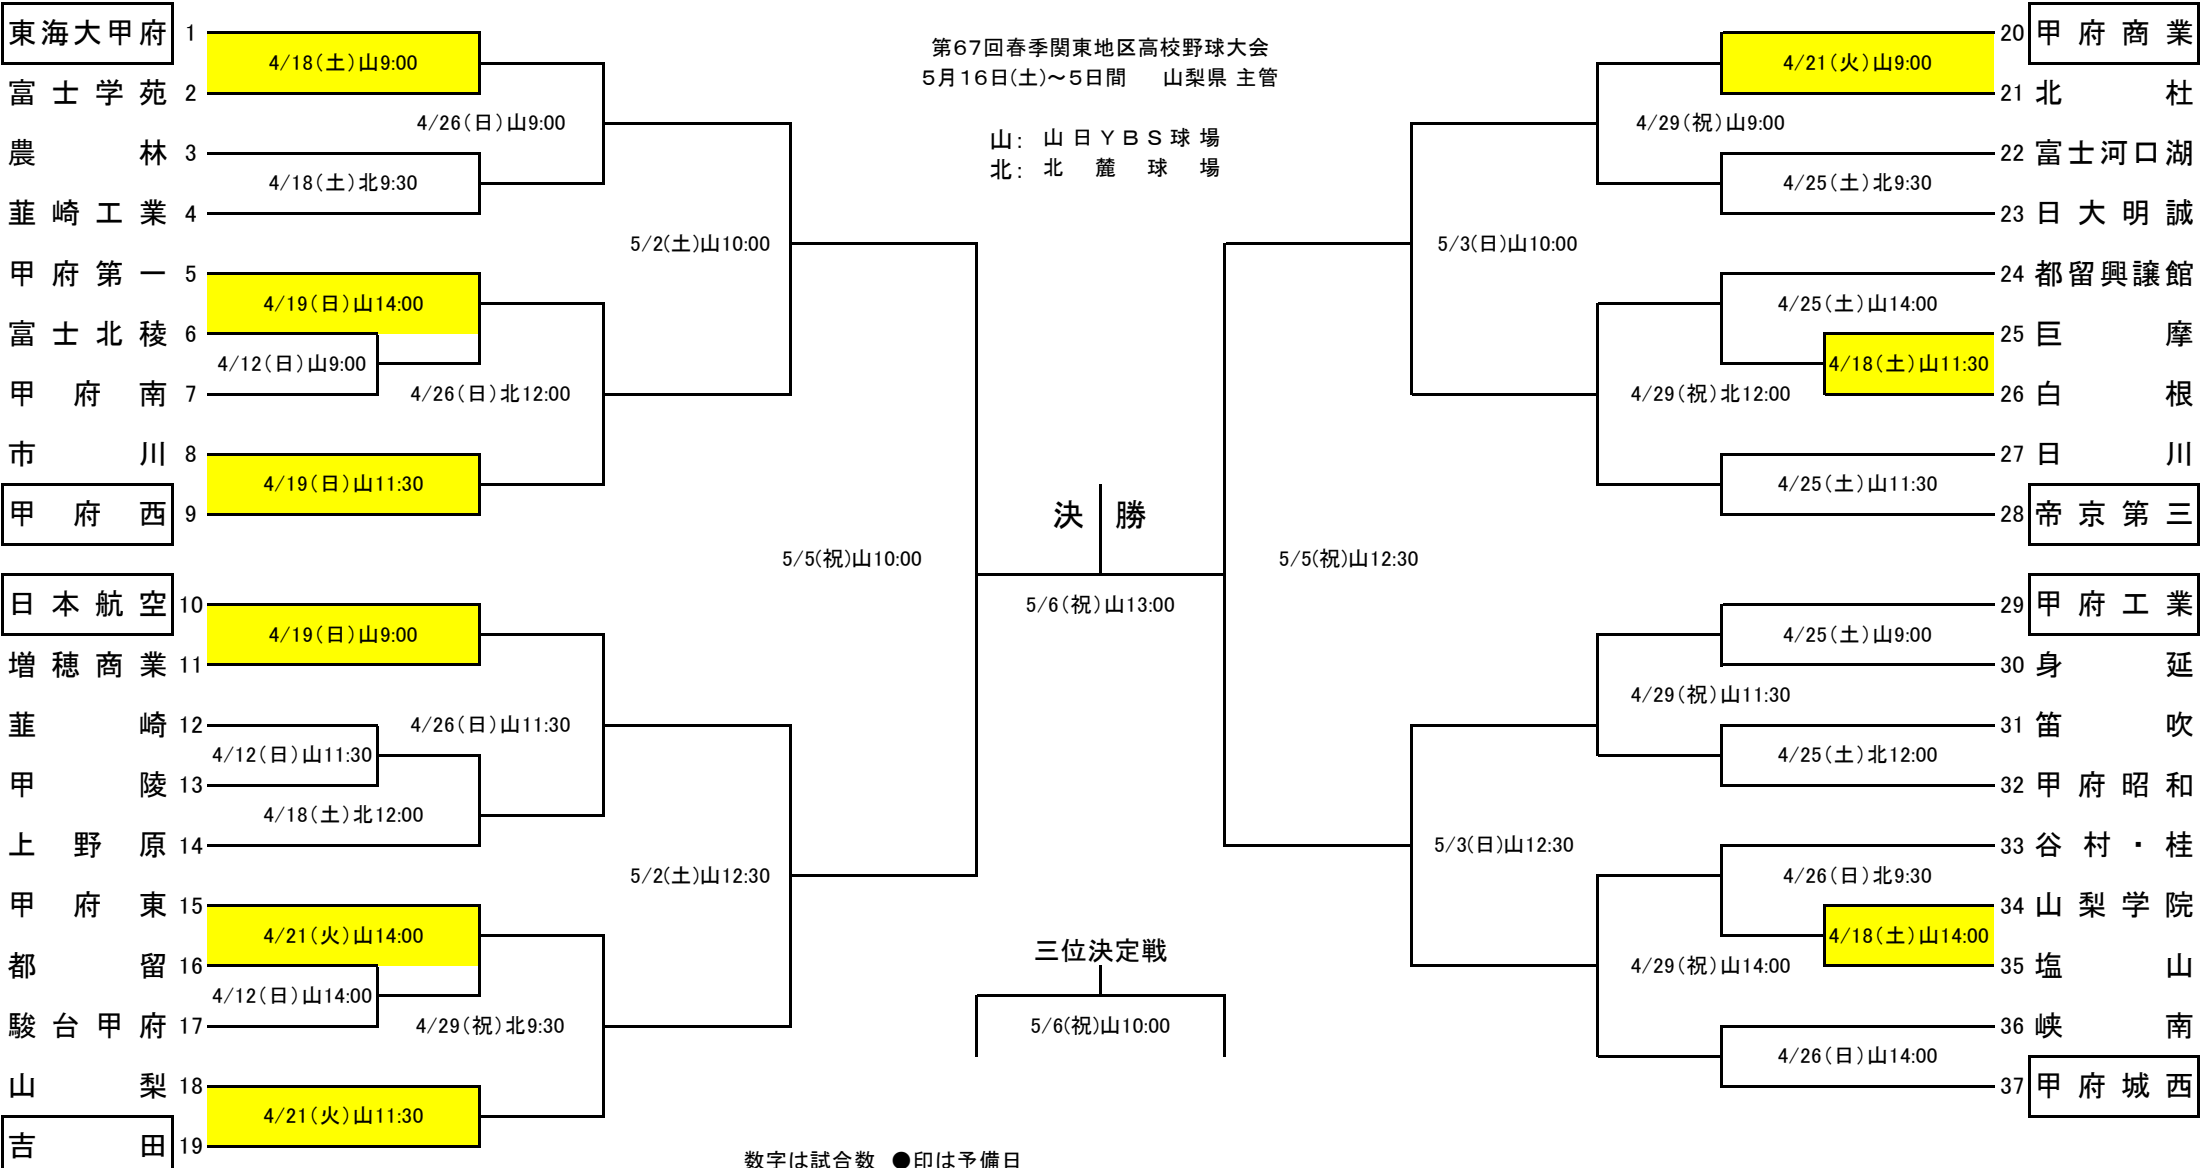 第67回春季関東地区高校野球大会
5月16日(土)～5日間 山梨県 主管
山: 山日YBS球場
北: 北麓球場
東海大甲府 1
4/18(土)山9:00
富士学苑 2
4/26(日)山9:00
農林 3
4/18(土)北9:30
韮崎工業 4
5/2(土)山10:00
甲府第一 5
4/19(日)山14:00
富士北稜 6
4/12(日)山9:00
甲府南 7
4/26(日)北12:00
市川 8
4/19(日)山11:30
甲府西 9
5/5(祝)山10:00
日本航空 10
4/19(日)山9:00
増穂商業 11
韮崎 12
4/26(日)山11:30
4/12(日)山11:30
甲陵 13
4/18(土)北12:00
上野原 14
5/2(土)山12:30
甲府東 15
4/21(火)山14:00
都留 16
4/12(日)山14:00
駿台甲府 17
4/29(祝)北9:30
山梨 18
4/21(火)山11:30
吉田 19
決勝
5/6(祝)山13:00
三位決定戦
5/6(祝)山10:00
20 甲府商業
4/21(火)山9:00
21 北杜
4/29(祝)山9:00
22 富士河口湖
4/25(土)北9:30
23 日大明誠
5/3(日)山10:00
24 都留興譲館
4/25(土)山14:00
25 巨摩
4/18(土)山11:30
26 白根
4/29(祝)北12:00
27 日川
4/25(土)山11:30
28 帝京第三
5/5(祝)山12:30
29 甲府工業
4/25(土)山9:00
30 身延
4/29(祝)山11:30
31 笛吹
4/25(土)北12:00
32 甲府昭和
5/3(日)山12:30
33 谷村・桂
4/26(日)北9:30
34 山梨学院
4/18(土)山14:00
35 塩山
4/29(祝)山14:00
36 峡南
4/26(日)山14:00
37 甲府城西
数字は試合数 ●印は予備日